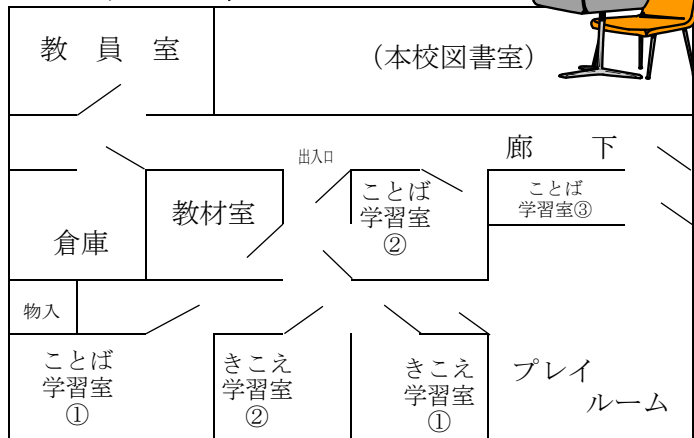 教 員 室
（本校図書室）
出入口
廊 下
倉庫
教材室
ことば
学習室
②
ことば
学習室③
物入
ことば
学習室
①
きこえ
学習室
②
きこえ
学習室
①
プレイ
ルーム